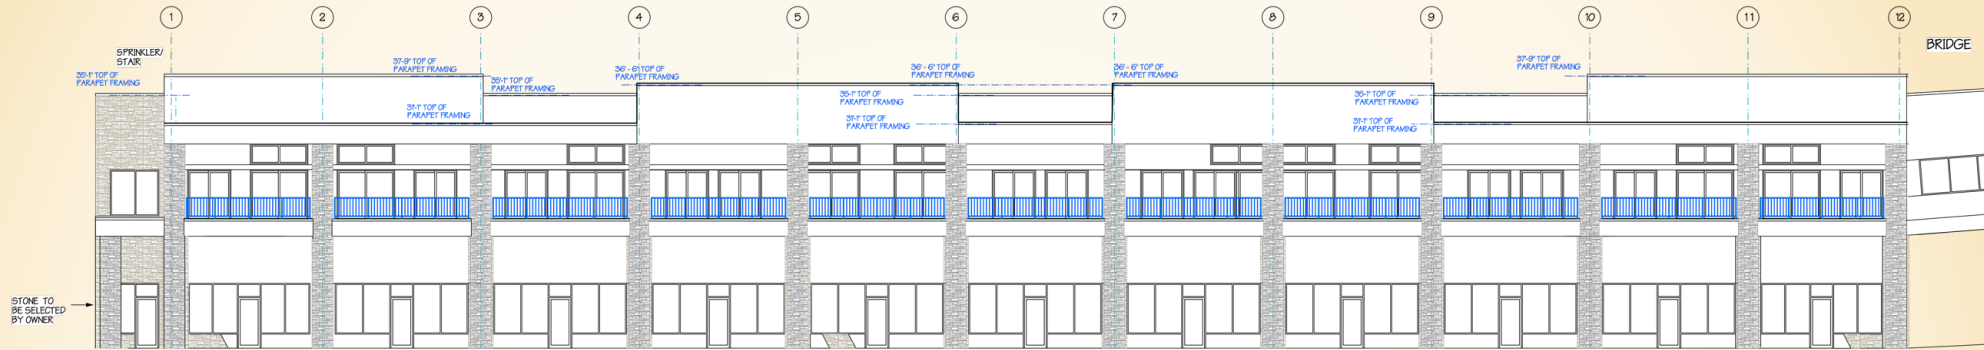 1 2 3 4 5 6 7 8 9 10 11 12
BRIDGE
SPRINKLER/
STAIR
35-1" TOP OF
PARAPET FRAMING
37-9" TOP OF
PARAPET FRAMING
35-1" TOP OF
PARAPET FRAMING
31-1" TOP OF
PARAPET FRAMING
36' - 6" TOP OF
PARAPET FRAMING
36' - 6" TOP OF
PARAPET FRAMING
35-1" TOP OF
PARAPET FRAMING
31-1" TOP OF
PARAPET FRAMING
36' - 6" TOP OF
PARAPET FRAMING
35-1" TOP OF
PARAPET FRAMING
31-1" TOP OF
PARAPET FRAMING
37-9" TOP OF
PARAPET FRAMING
STONE TO
BE SELECTED
BY OWNER